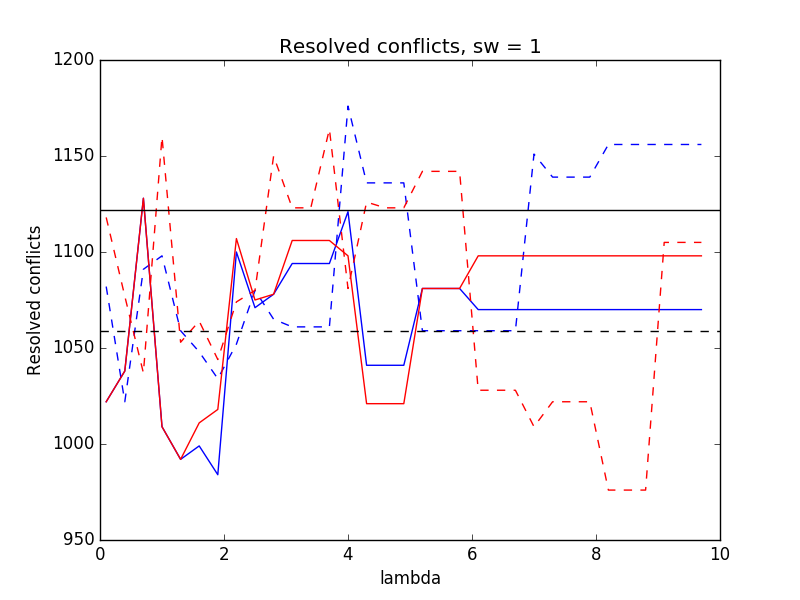 Resolved conflicts, sw = 1
1200
1150
1100
1050
1000
950
Resolved conflicts
0 2 4 6 8 10
lambda